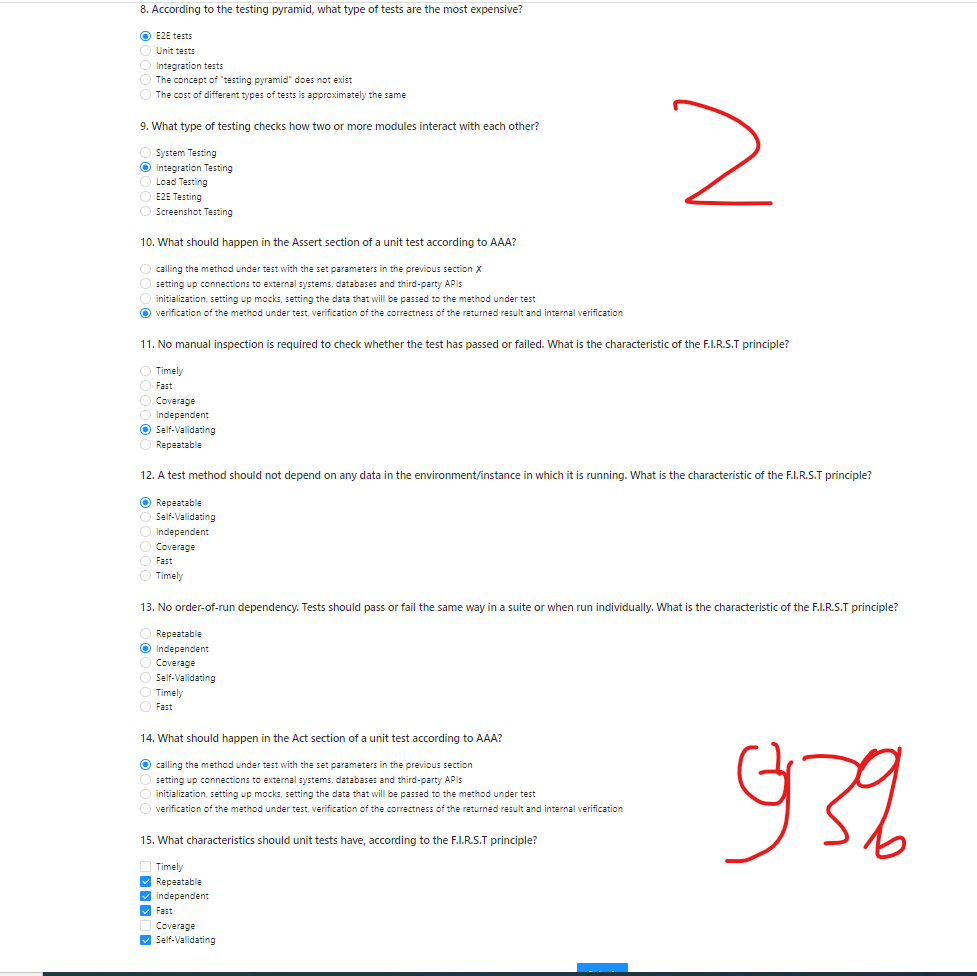 8. According to the testing pyramid, what type of tests are the most expensive?
E2E tests
Unit tests
Integration tests
The concept of "testing pyramid" does not exist
The cost of different types of tests is approximately the same
9. What type of testing checks how two or more modules interact with each other?
System Testing
Integration Testing
Load Testing
E2E Testing
Screenshot Testing
2
10. What should happen in the Assert section of a unit test according to AAA?
calling the method under test with the set parameters in the previous section X
setting up connections to external systems, databases and third-party APIs
initialization, setting up mocks, setting the data that will be passed to the method under test
verification of the method under test, verification of the correctness of the returned result and internal verification
11. No manual inspection is required to check whether the test has passed or failed. What is the characteristic of the F.I.R.S.T principle?
Timely
Fast
Coverage
Independent
Self-Validating
Repeatable
12. A test method should not depend on any data in the environment/instance in which it is running. What is the characteristic of the F.I.R.S.T principle?
Repeatable
Self-Validating
Independent
Coverage
Fast
Timely
13. No order-of-run dependency. Tests should pass or fail the same way in a suite or when run individually. What is the characteristic of the F.I.R.S.T principle?
Repeatable
Independent
Coverage
Self-Validating
Timely
Fast
14. What should happen in the Act section of a unit test according to AAA?
calling the method under test with the set parameters in the previous section
setting up connections to external systems, databases and third-party APIs
initialization, setting up mocks, setting the data that will be passed to the method under test
verification of the method under test, verification of the correctness of the returned result and internal verification
93%
15. What characteristics should unit tests have, according to the F.I.R.S.T principle?
Timely
Repeatable
Independent
Fast
Coverage
Self-Validating